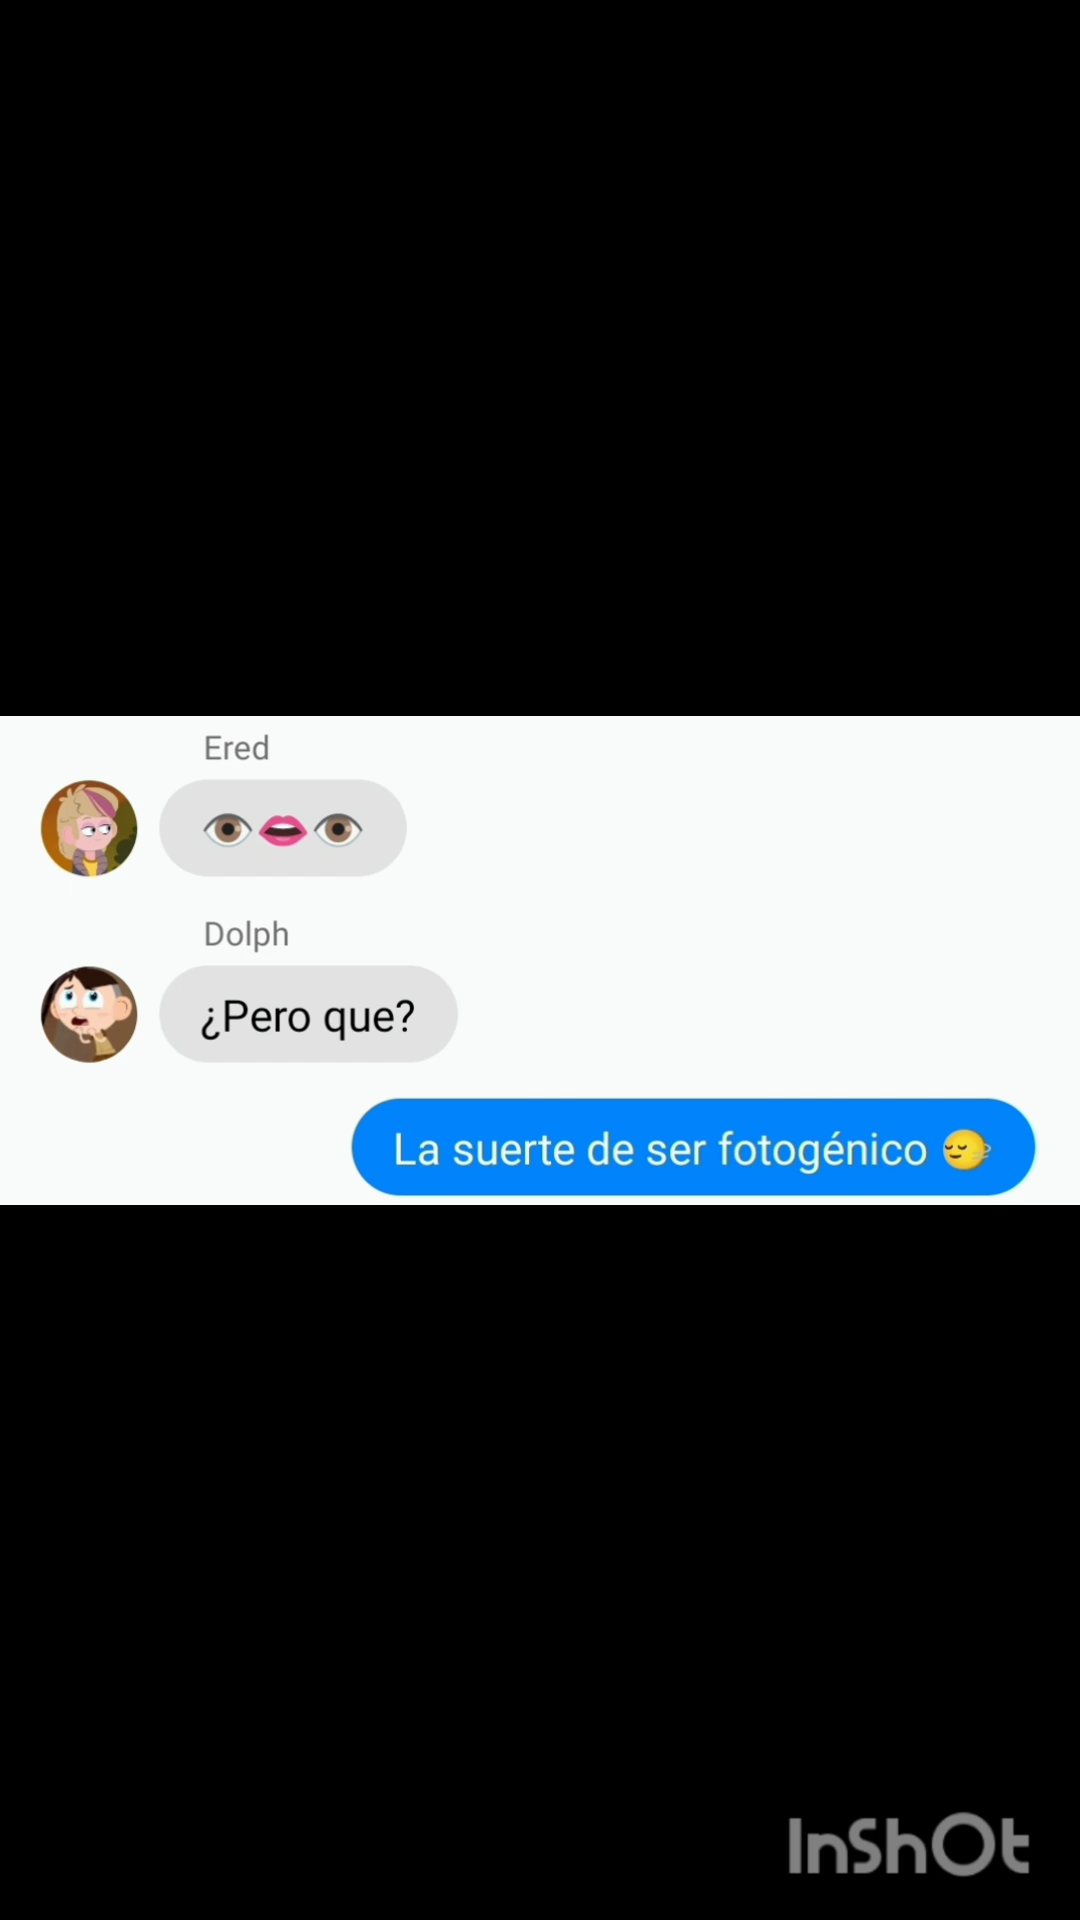 Ered
👁️👄👁️
Dolph
¿Pero que?
La suerte de ser fotogénico 😌
InShOt